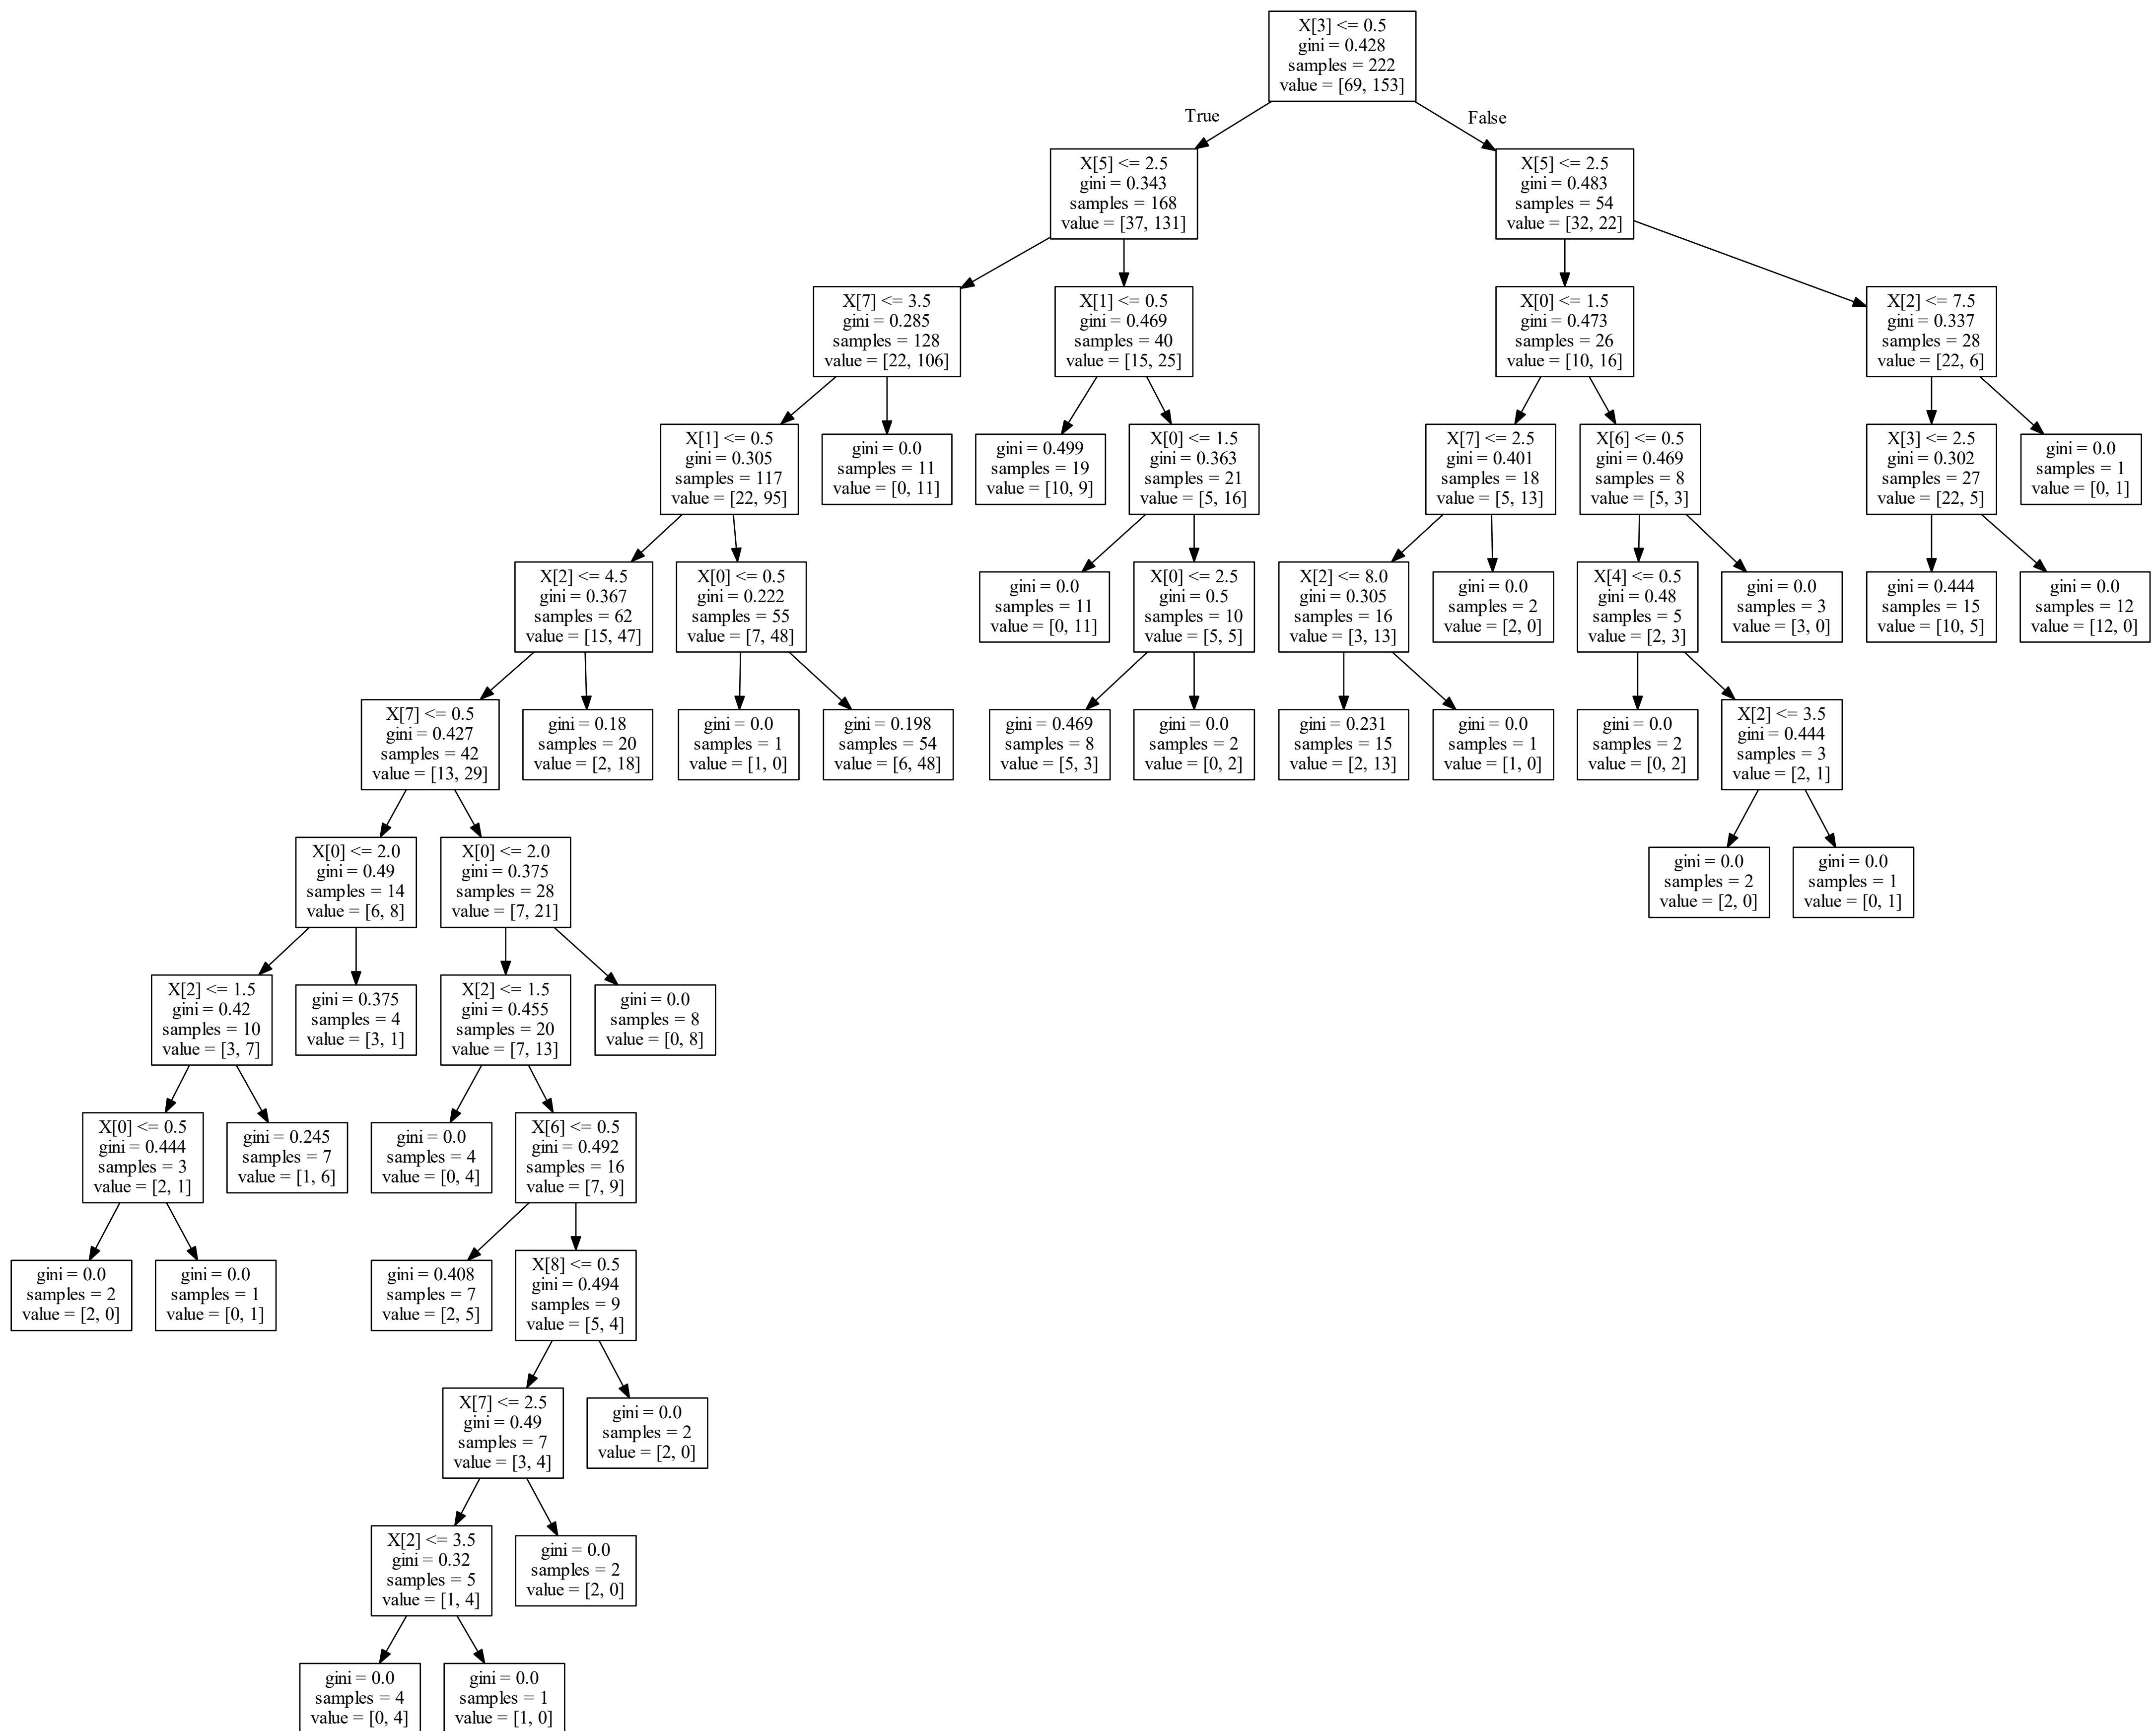 X[3] <= 0.5
gini = 0.428
samples = 222
value = [69, 153]
True
False
X[5] <= 2.5
gini = 0.343
samples = 168
value = [37, 131]
X[5] <= 2.5
gini = 0.483
samples = 54
value = [32, 22]
X[7] <= 3.5
gini = 0.285
samples = 128
value = [22, 106]
X[1] <= 0.5
gini = 0.469
samples = 40
value = [15, 25]
X[0] <= 1.5
gini = 0.473
samples = 26
value = [10, 16]
X[2] <= 7.5
gini = 0.337
samples = 28
value = [22, 6]
X[1] <= 0.5
gini = 0.305
samples = 117
value = [22, 95]
gini = 0.0
samples = 11
value = [0, 11]
gini = 0.499
samples = 19
value = [10, 9]
X[0] <= 1.5
gini = 0.363
samples = 21
value = [5, 16]
X[7] <= 2.5
gini = 0.401
samples = 18
value = [5, 13]
X[6] <= 0.5
gini = 0.469
samples = 8
value = [5, 3]
X[3] <= 2.5
gini = 0.302
samples = 27
value = [22, 5]
gini = 0.0
samples = 1
value = [0, 1]
X[2] <= 4.5
gini = 0.367
samples = 62
value = [15, 47]
X[0] <= 0.5
gini = 0.222
samples = 55
value = [7, 48]
gini = 0.0
samples = 11
value = [0, 11]
X[0] <= 2.5
gini = 0.5
samples = 10
value = [5, 5]
X[2] <= 8.0
gini = 0.305
samples = 16
value = [3, 13]
gini = 0.0
samples = 2
value = [2, 0]
X[4] <= 0.5
gini = 0.48
samples = 5
value = [2, 3]
gini = 0.0
samples = 3
value = [3, 0]
gini = 0.444
samples = 15
value = [10, 5]
gini = 0.0
samples = 12
value = [12, 0]
X[7] <= 0.5
gini = 0.427
samples = 42
value = [13, 29]
gini = 0.18
samples = 20
value = [2, 18]
gini = 0.0
samples = 1
value = [1, 0]
gini = 0.198
samples = 54
value = [6, 48]
gini = 0.469
samples = 8
value = [5, 3]
gini = 0.0
samples = 2
value = [0, 2]
gini = 0.231
samples = 15
value = [2, 13]
gini = 0.0
samples = 1
value = [1, 0]
gini = 0.0
samples = 2
value = [0, 2]
X[2] <= 3.5
gini = 0.444
samples = 3
value = [2, 1]
X[0] <= 2.0
gini = 0.49
samples = 14
value = [6, 8]
X[0] <= 2.0
gini = 0.375
samples = 28
value = [7, 21]
gini = 0.0
samples = 2
value = [2, 0]
gini = 0.0
samples = 1
value = [0, 1]
X[2] <= 1.5
gini = 0.42
samples = 10
value = [3, 7]
gini = 0.375
samples = 4
value = [3, 1]
X[2] <= 1.5
gini = 0.455
samples = 20
value = [7, 13]
gini = 0.0
samples = 8
value = [0, 8]
X[0] <= 0.5
gini = 0.444
samples = 3
value = [2, 1]
gini = 0.245
samples = 7
value = [1, 6]
gini = 0.0
samples = 4
value = [0, 4]
X[6] <= 0.5
gini = 0.492
samples = 16
value = [7, 9]
gini = 0.0
samples = 2
value = [2, 0]
gini = 0.0
samples = 1
value = [0, 1]
gini = 0.408
samples = 7
value = [2, 5]
X[8] <= 0.5
gini = 0.494
samples = 9
value = [5, 4]
X[7] <= 2.5
gini = 0.49
samples = 7
value = [3, 4]
gini = 0.0
samples = 2
value = [2, 0]
X[2] <= 3.5
gini = 0.32
samples = 5
value = [1, 4]
gini = 0.0
samples = 2
value = [2, 0]
gini = 0.0
samples = 4
value = [0, 4]
gini = 0.0
samples = 1
value = [1, 0]